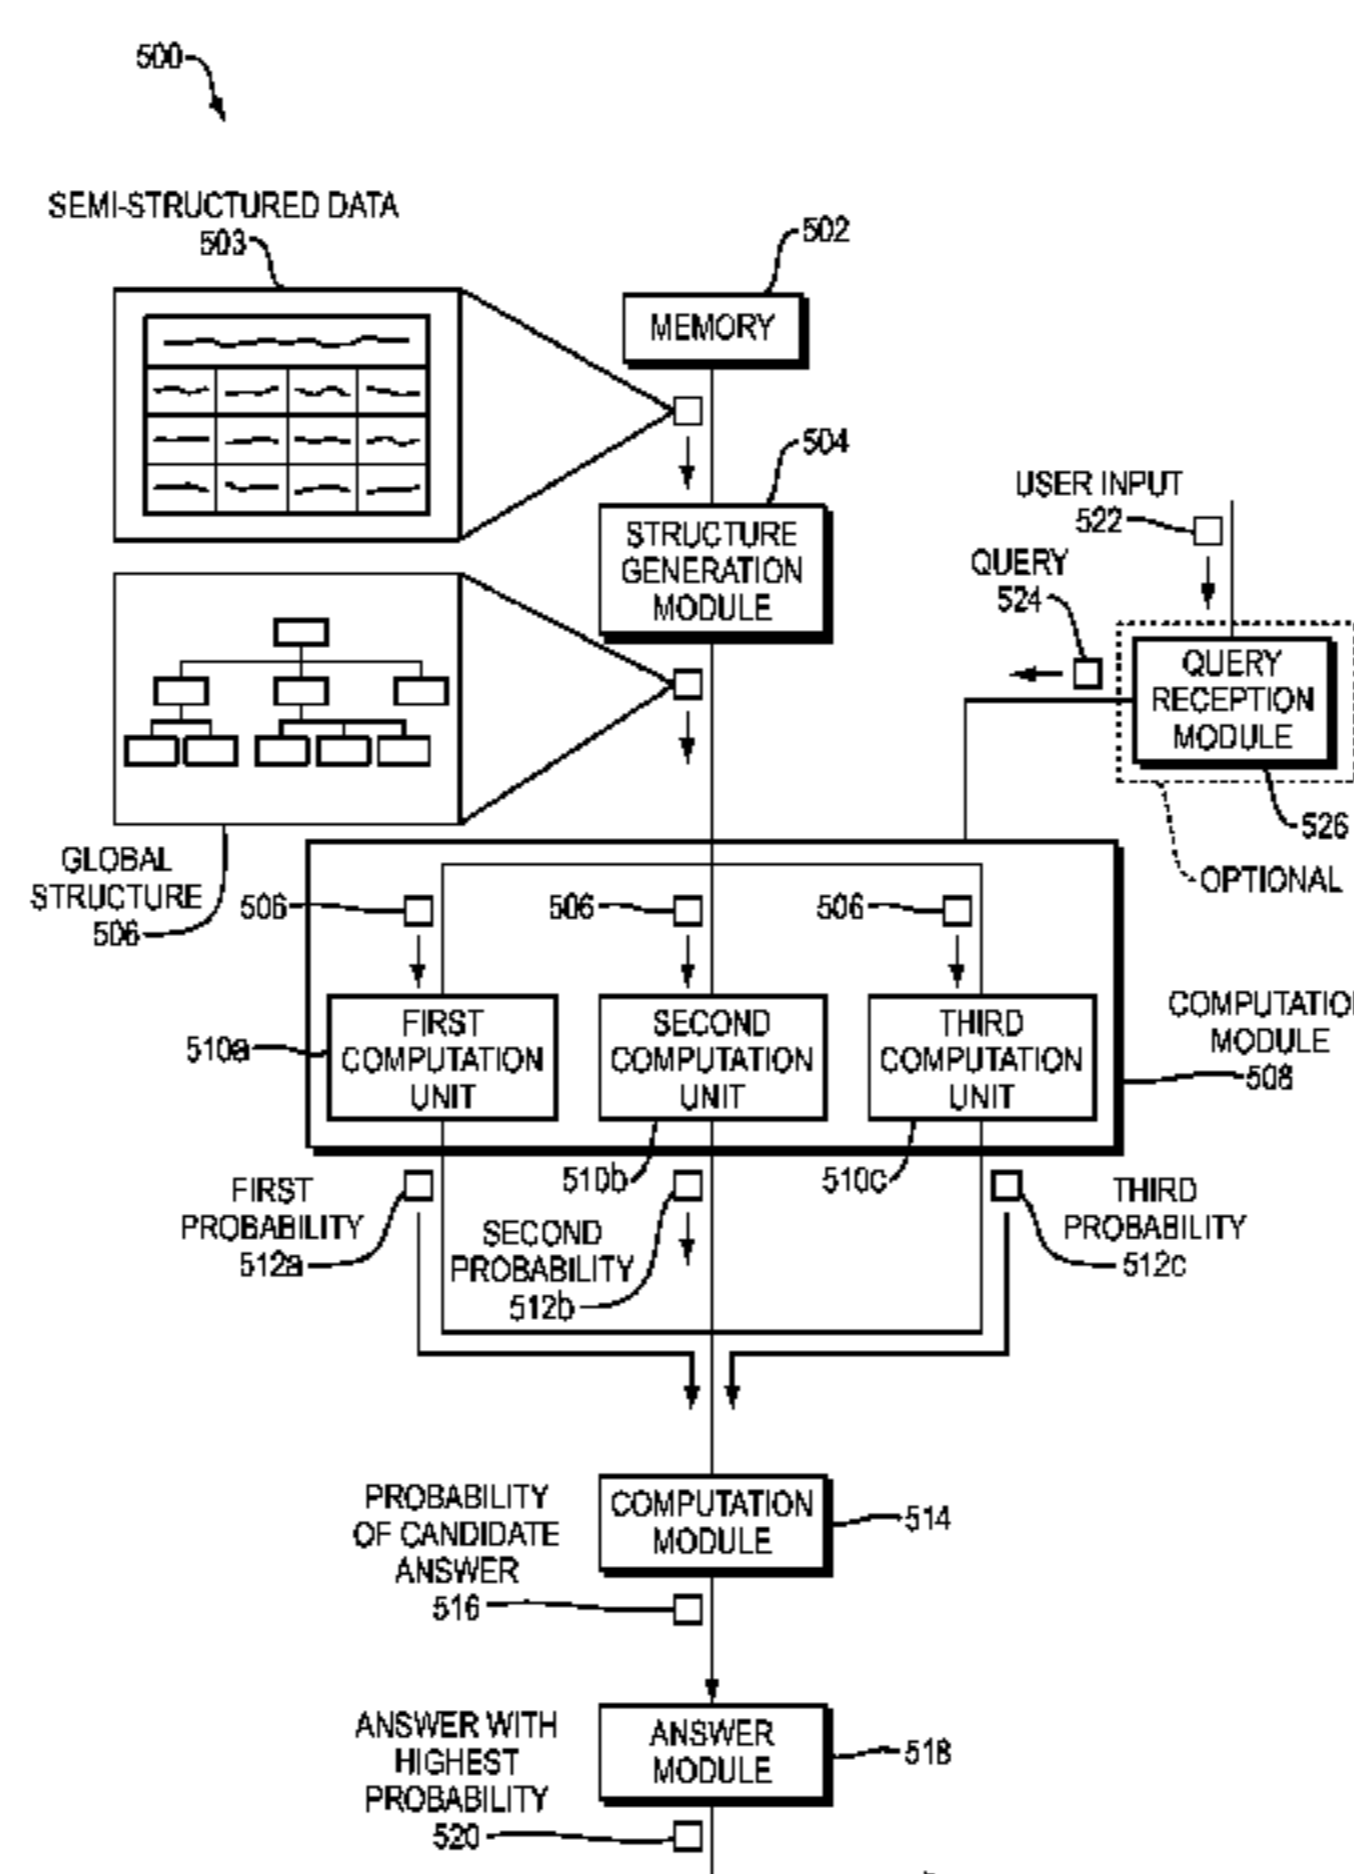 500
SEMI-STRUCTURED DATA
503
502
MEMORY
504
STRUCTURE
GENERATION
MODULE
USER INPUT
522
QUERY
524
QUERY
RECEPTION
MODULE
526
OPTIONAL
GLOBAL
STRUCTURE
506
506
506
506
FIRST
COMPUTATION
UNIT
510a
SECOND
COMPUTATION
UNIT
THIRD
COMPUTATION
UNIT
COMPUTATIO
MODULE
508
510b
510c
FIRST
PROBABILITY
512a
SECOND
PROBABILITY
512b
THIRD
PROBABILITY
512c
COMPUTATION
MODULE
514
PROBABILITY
OF CANDIDATE
ANSWER
516
ANSWER
MODULE
518
ANSWER WITH
HIGHEST
PROBABILITY
520